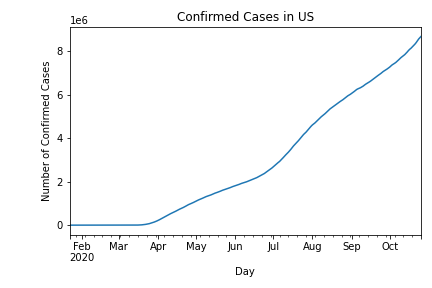 Confirmed Cases in US
1e6
8
6
4
2
0
Number of Confirmed Cases
Feb Mar Apr May Jun Jul Aug Sep Oct
2020
Day